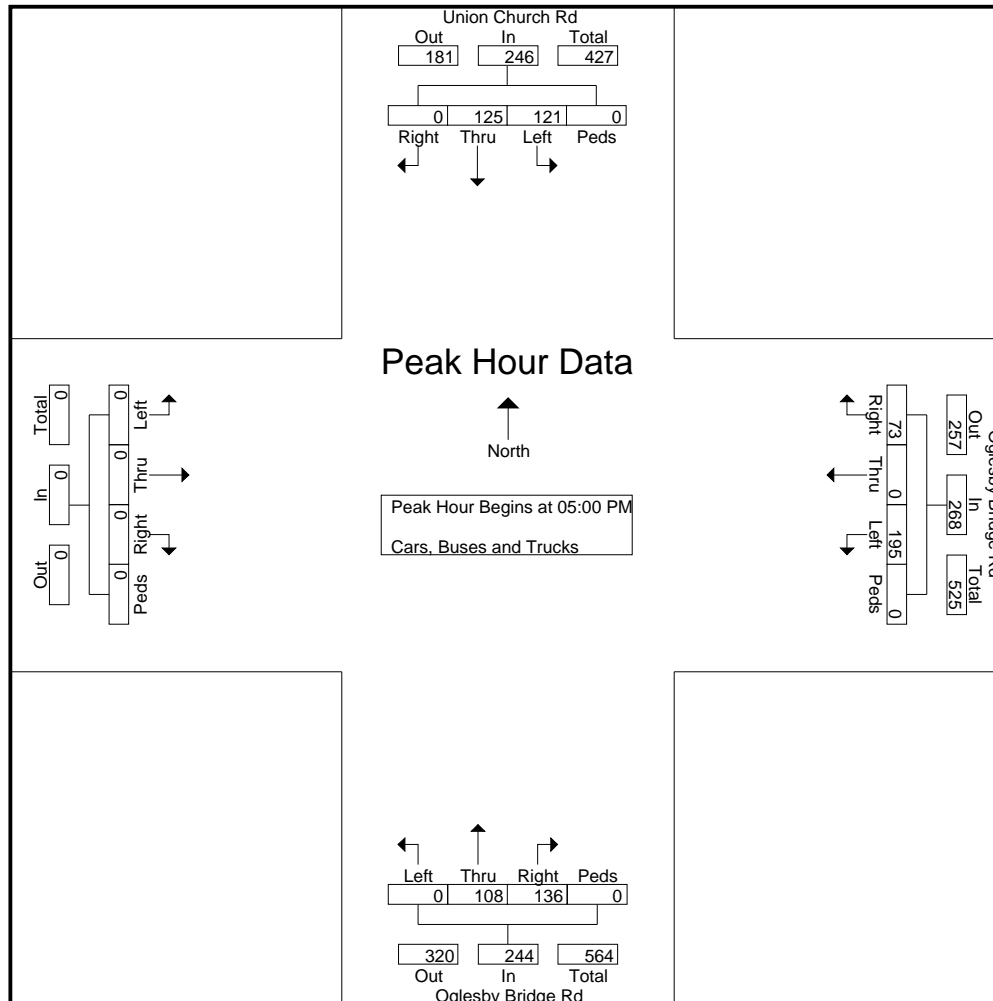 Union Church Rd
Out In Total
181 246 427
0 125 121 0
Right Thru Left Peds
Peak Hour Data
North
Peak Hour Begins at 05:00 PM
Cars, Buses and Trucks
Left Thru Right Peds
0 0 0 0
Total In Out
0 0 0
Oglesby Bridge Rd
Out In Total
257 268 525
73 0 195 0
Right Thru Left Peds
Left Thru Right Peds
0 108 136 0
320 244 564
Out In Total
Oglesby Bridge Rd